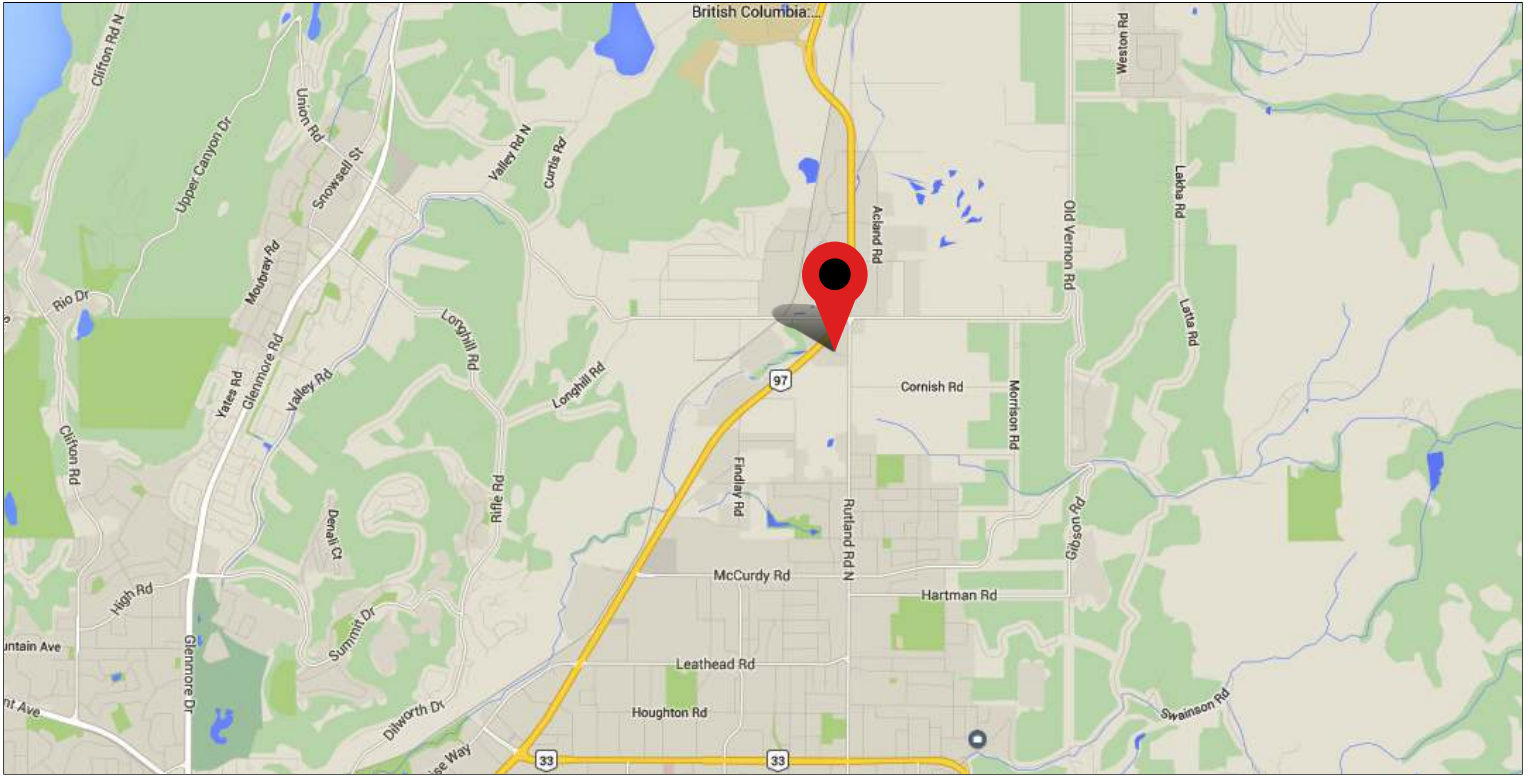 British Columbia:...
Clifton Rd N
Weston Rd
Union Rd
Upper Canyon Dr
Valley Rd N
Curtis Rd
Snowsell St
Lakha Rd
Acland Rd
Old Vernon Rd
Moubray Rd
Rio Dr
Longhill Rd
Latta Rd
Glenmore Rd
Yates Rd
Valley Rd
Longhill Rd
97
Cornish Rd
Morrison Rd
Clifton Rd
Findlay Rd
Rifle Rd
Rutland Rd N
Denali Ct
Gibson Rd
McCurdy Rd
High Rd
Hartman Rd
Summit Dr
untain Ave
Glenmore Dr
Leathead Rd
nt Ave
Dilworth Dr
Houghton Rd
Swainson Rd
ise Way
33
33